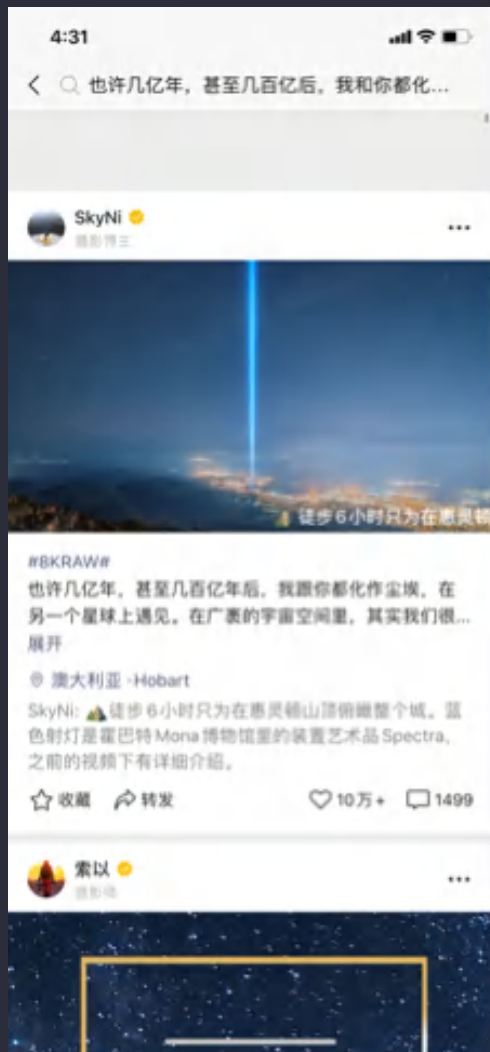 4:31
也许几亿年，甚至几百亿后，我和你都化...
SkyNi
摄影博主
徒步6小时只为在惠灵顿
#8KRAW#
也许几亿年，甚至几百亿年后，我跟你都化作尘埃，在
另一个星球上遇见。在广袤的宇宙空间里，其实我们很...
展开
澳大利亚·Hobart
SkyNi: 徒步6小时只为在惠灵顿山顶俯瞰整个城。蓝
色射灯是霍巴特Mona博物馆里的装置艺术品Spectra，
之前的视频下有详细介绍。
收藏 转发 10万+ 1499
索以
摄影师